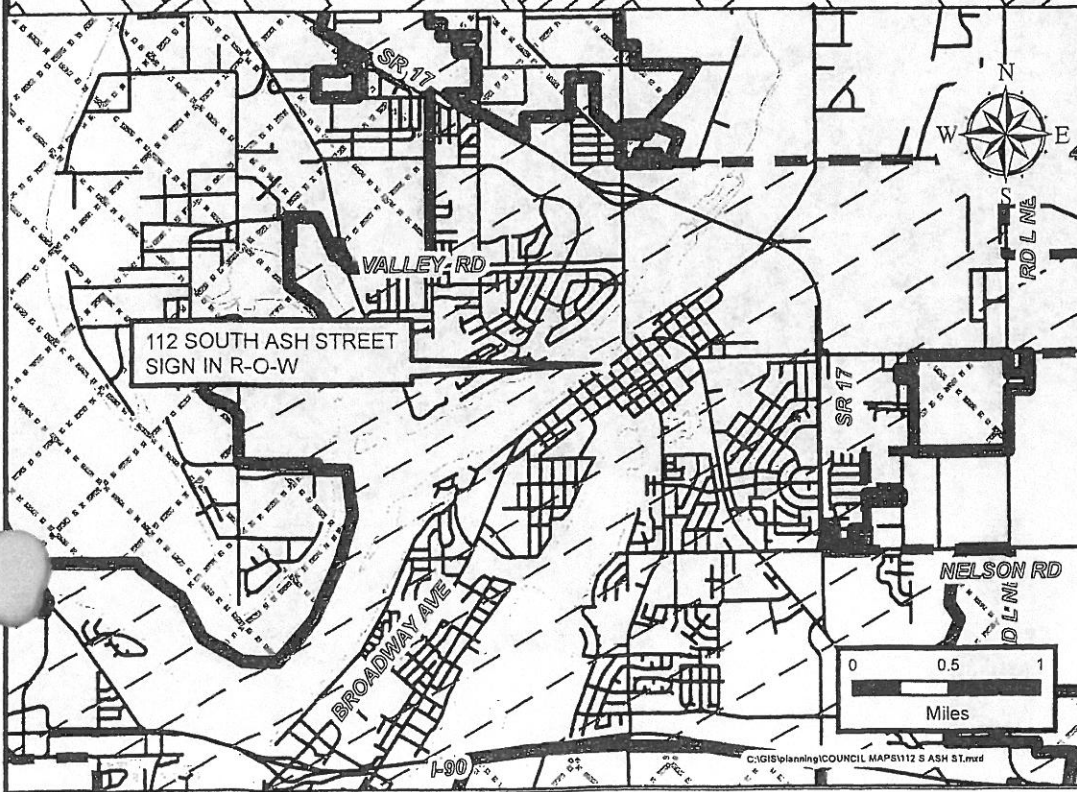 SR 17
N
W E
S
RD L NE
VALLEY RD
112 SOUTH ASH STREET
SIGN IN R-O-W
SR 17
NELSON RD
D L NE
BROADWAY AVE
0 0.5 1
Miles
I-90
C:\GIS\planning\COUNCIL MAPS\112 S ASH ST.mxd